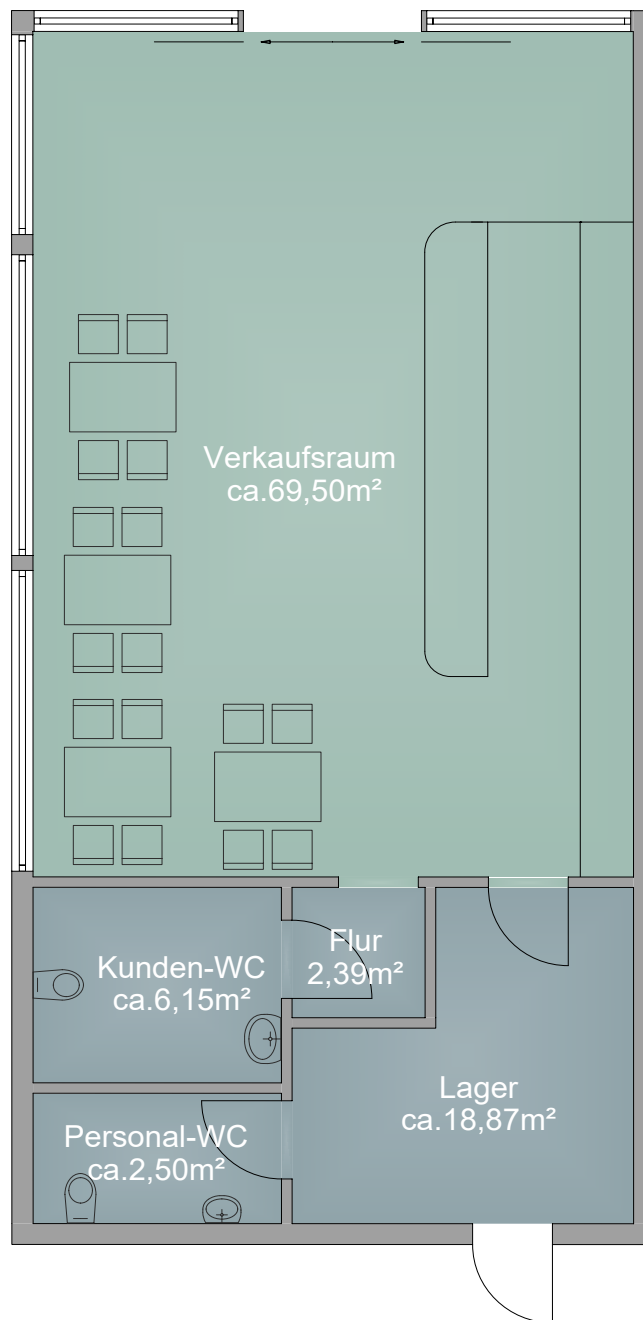 Verkaufsraum
ca.69,50m²
Flur
2,39m²
Kunden-WC
ca.6,15m²
Lager
ca.18,87m²
Personal-WC
ca.2,50m²